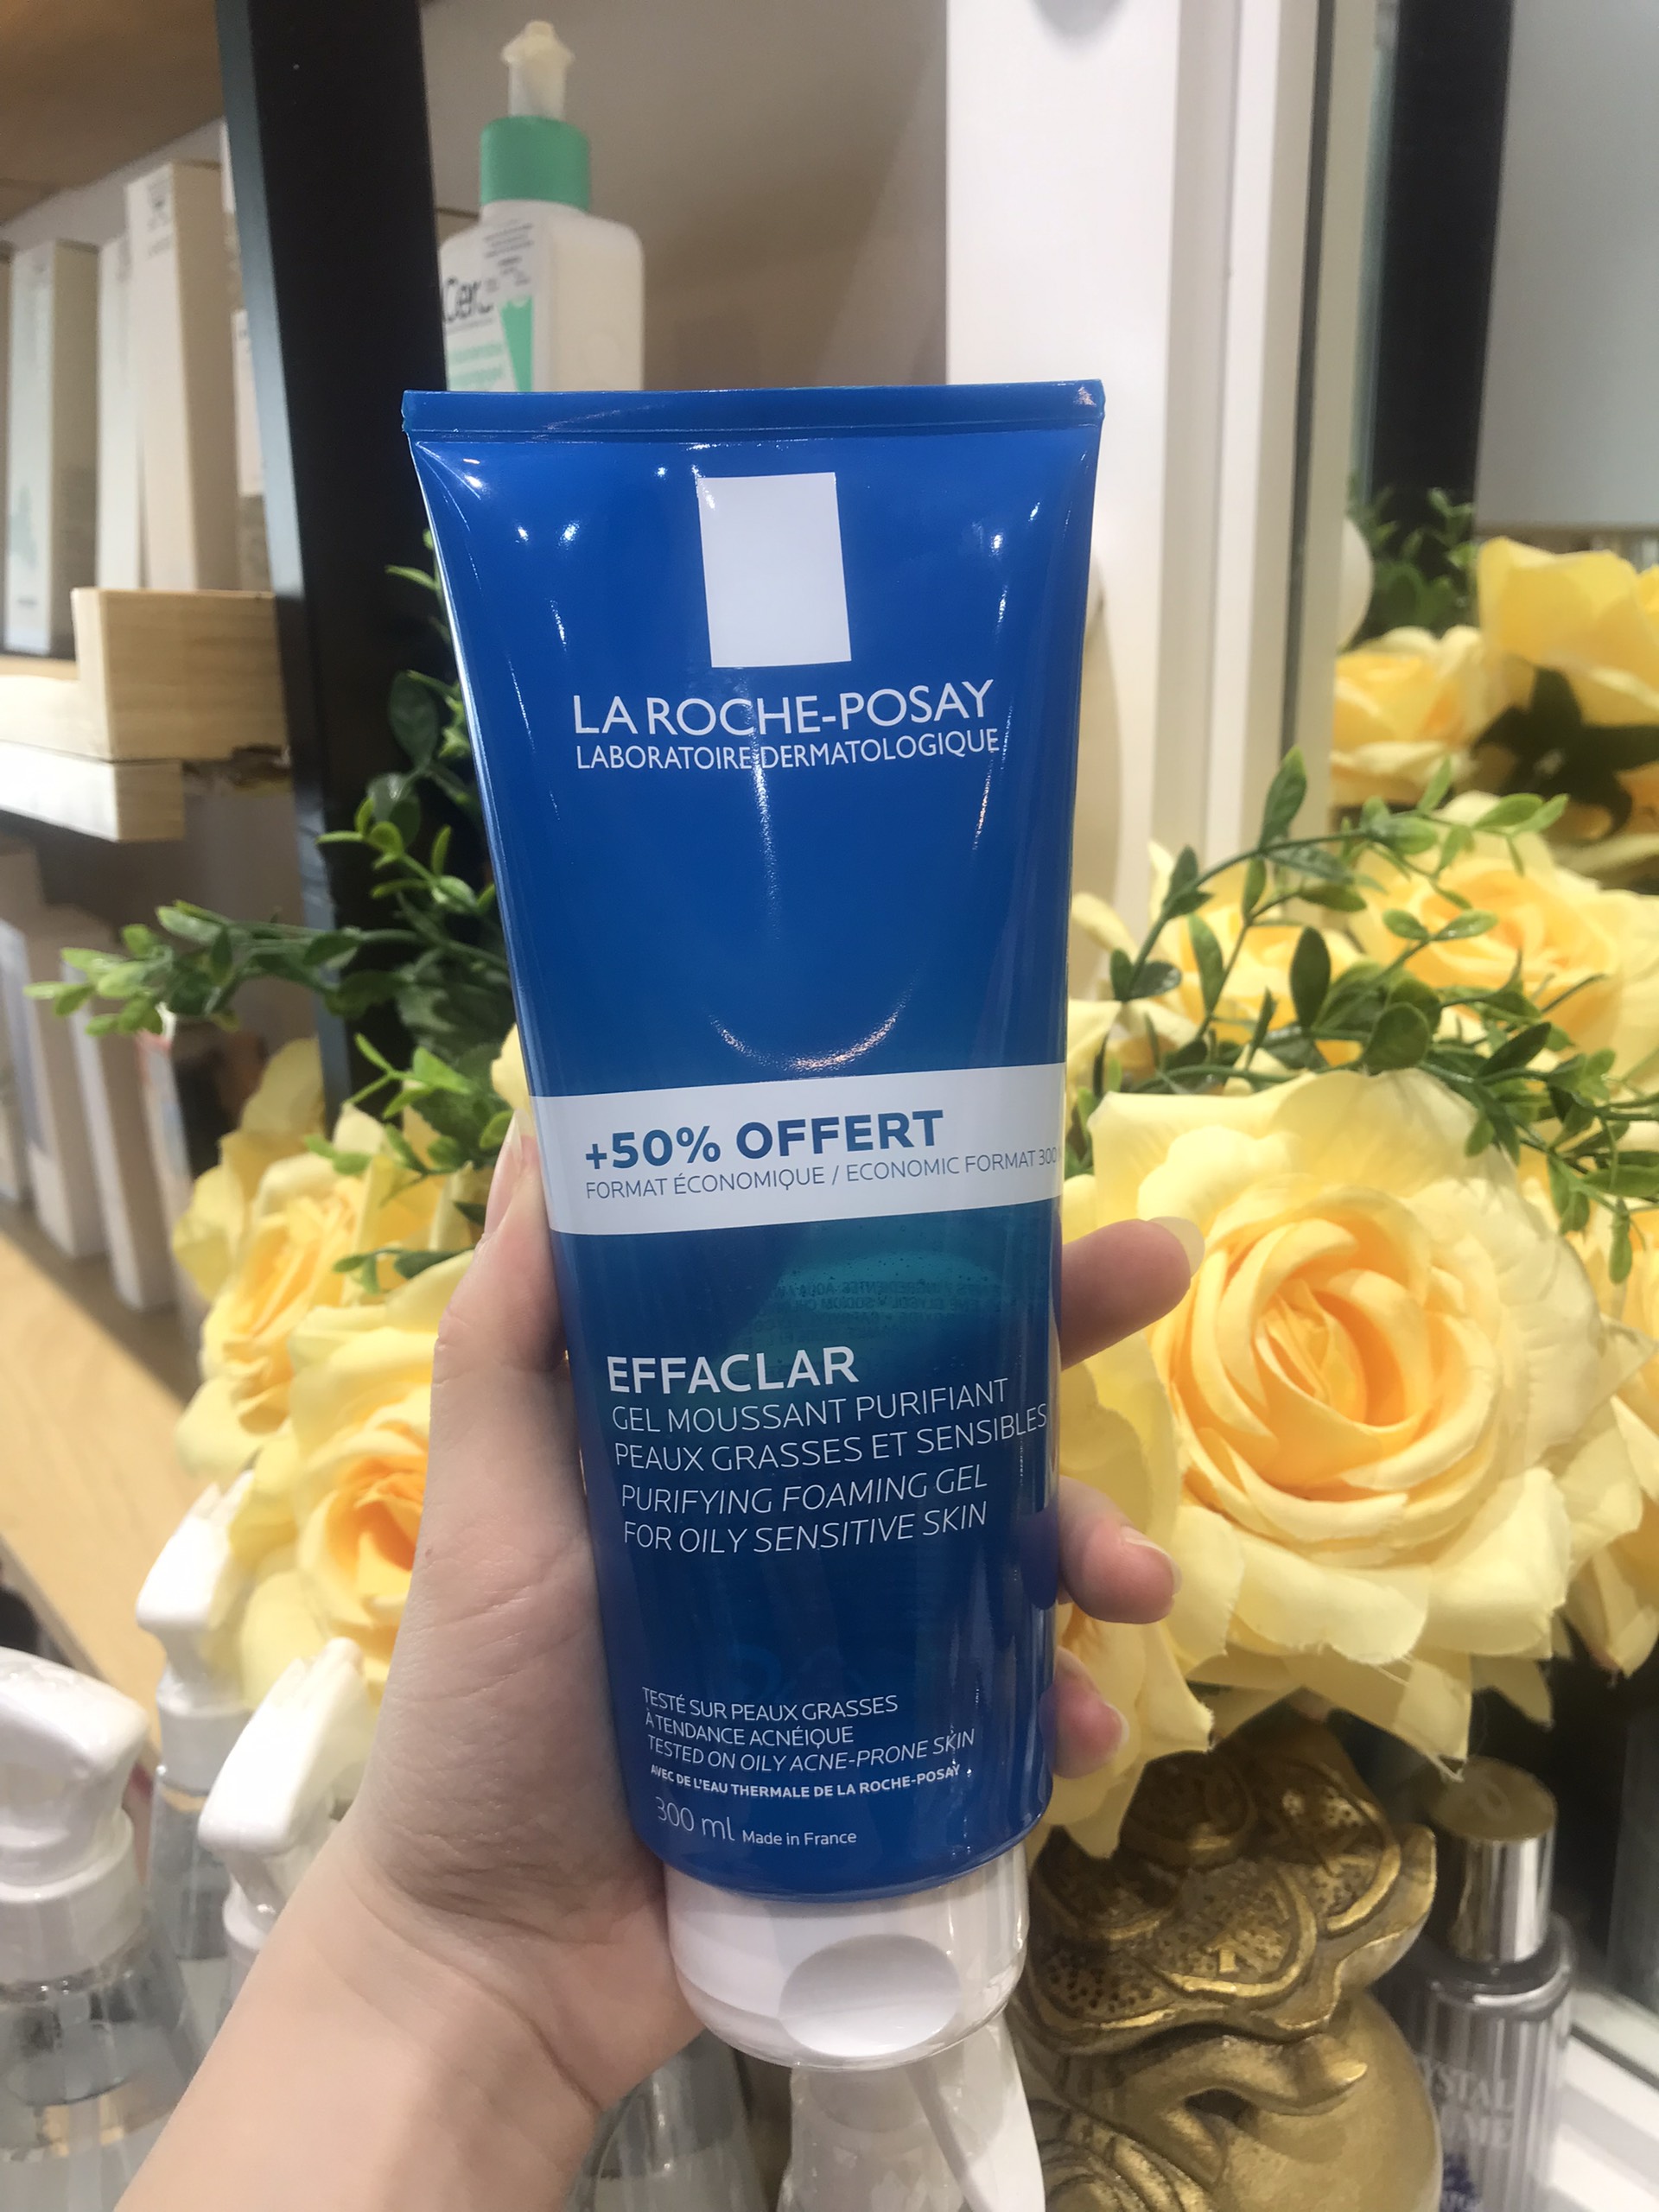 LA ROCHE-POSAY
LABORATOIRE DERMATOLOGIQUE
+50% OFFERT
FORMAT ÉCONOMIQUE / ECONOMIC FORMAT 300
EFFACLAR
GEL MOUSSANT PURIFIANT
PEAUX GRASSES ET SENSIBLES
PURIFYING FOAMING GEL
FOR OILY SENSITIVE SKIN
TESTÉ SUR PEAUX GRASSES
À TENDANCE ACNÉIQUE
TESTED ON OILY ACNE-PRONE SKIN
AVEC DE L'EAU THERMALE DE LA ROCHE-POSAY
300 ml Made in France